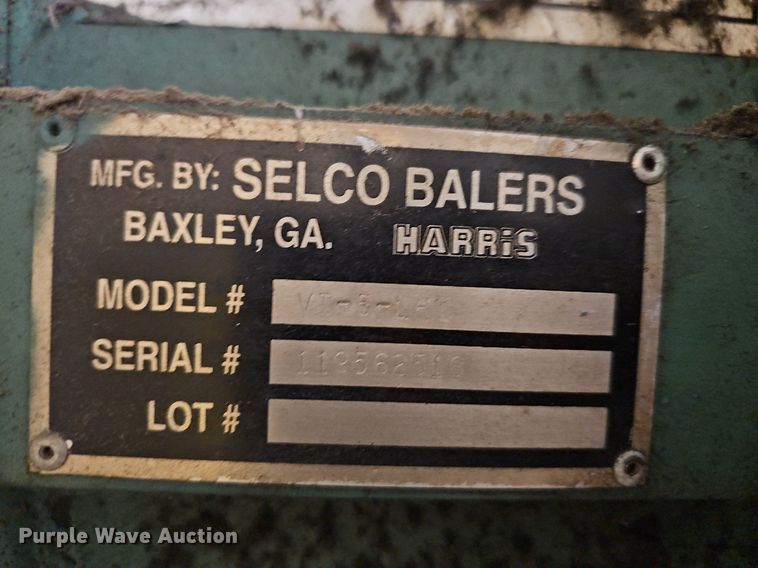 MFG. BY: SELCO BALERS
BAXLEY, GA. HARRiS
MODEL #
SERIAL #
LOT #
Purple Wave Auction®